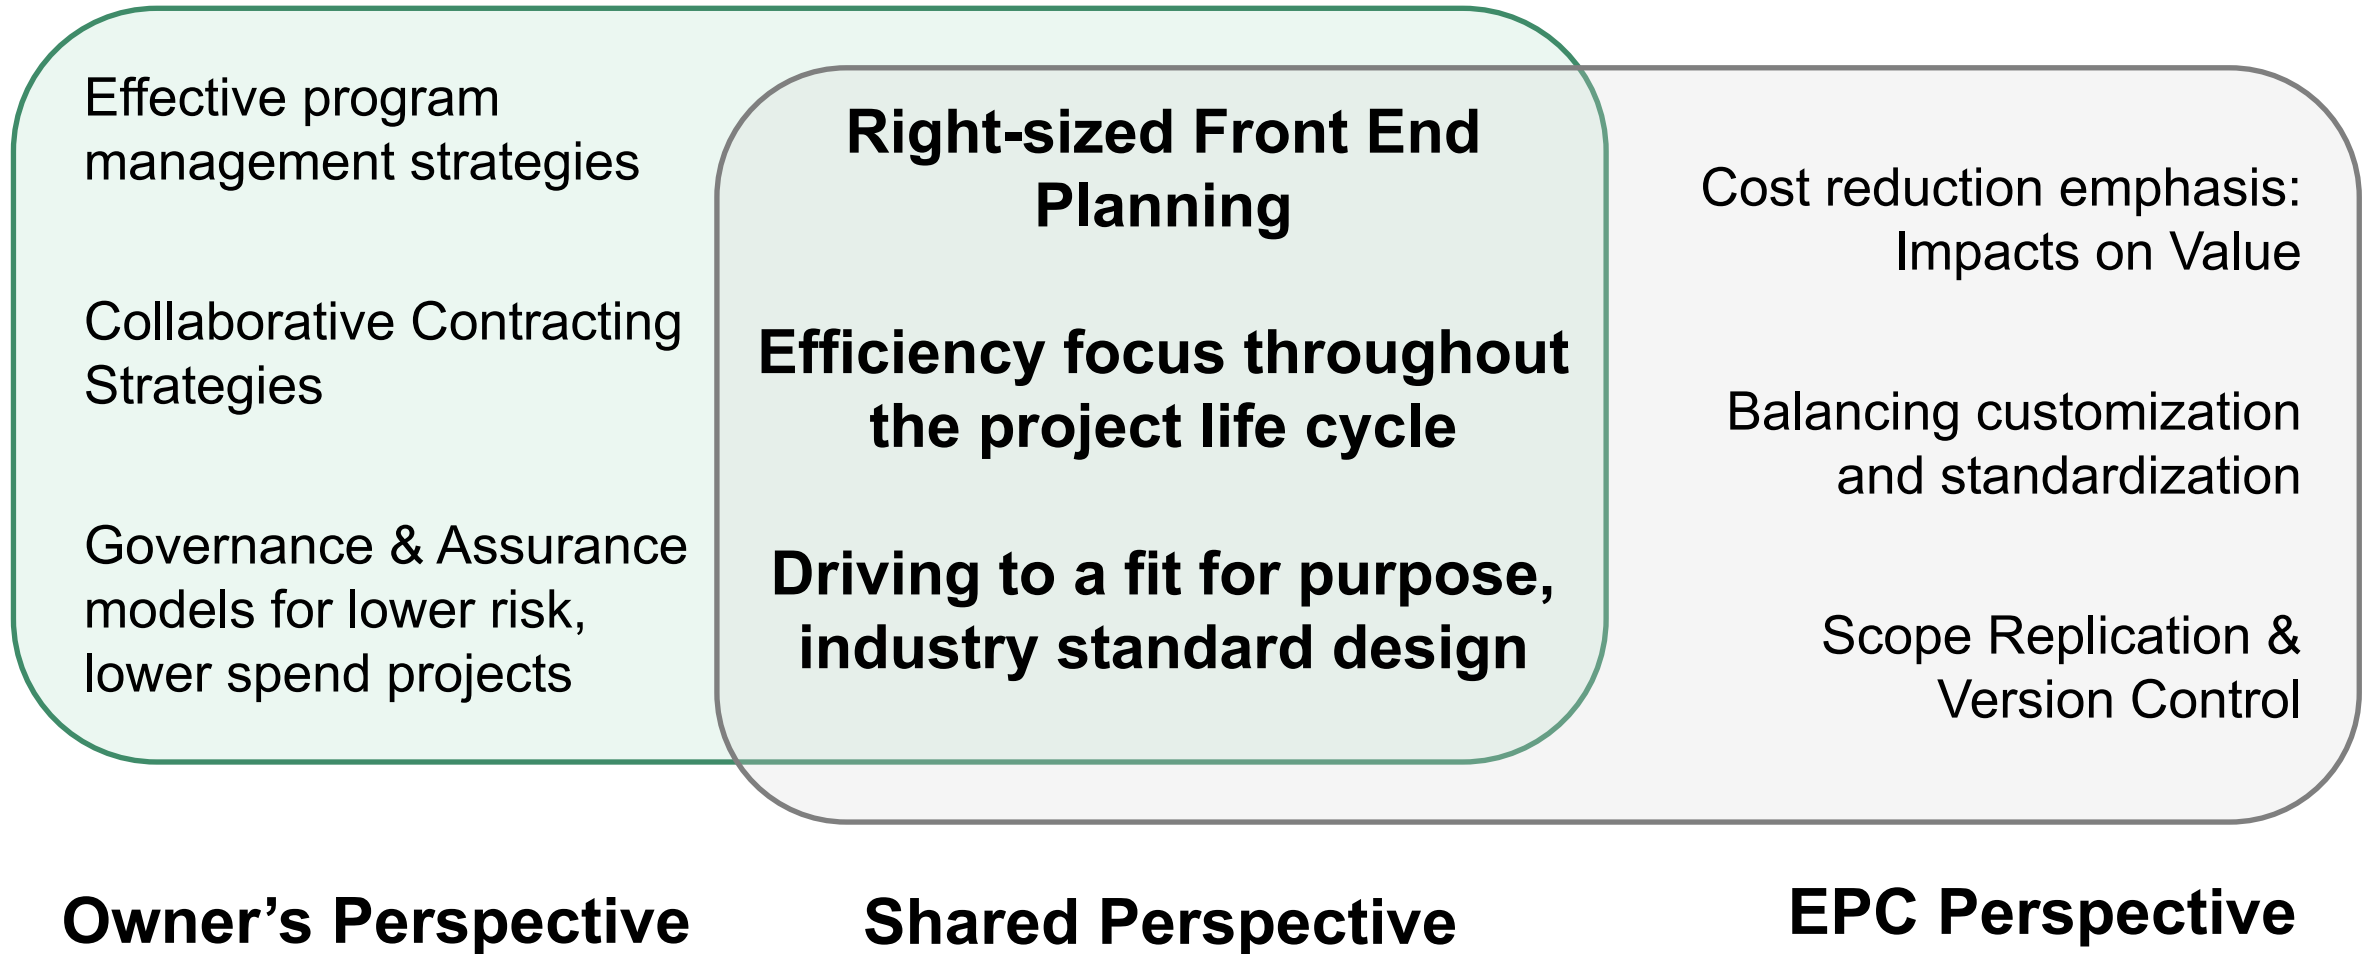 Effective program
management strategies
Collaborative Contracting
Strategies
Governance & Assurance
models for lower risk,
lower spend projects
Right-sized Front End
Planning
Efficiency focus throughout
the project life cycle
Driving to a fit for purpose,
industry standard design
Cost reduction emphasis:
Impacts on Value
Balancing customization
and standardization
Scope Replication &
Version Control
Owner’s Perspective
Shared Perspective
EPC Perspective